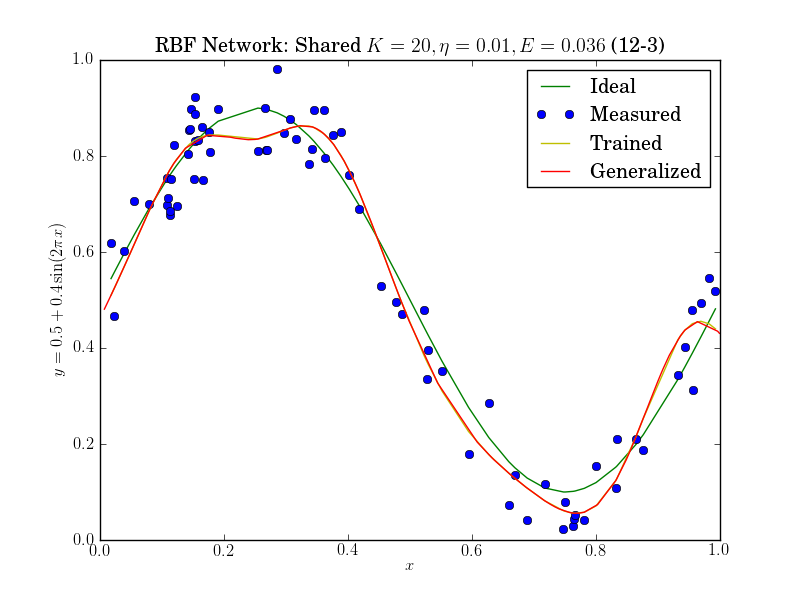 RBF Network: Shared K = 20, η = 0.01, E = 0.036 (12-3)
1.0
0.8
0.6
0.4
0.2
0.0
y = 0.5 + 0.4 sin(2πx)
Ideal
Measured
Trained
Generalized
0.0 0.2 0.4 0.6 0.8 1.0
x